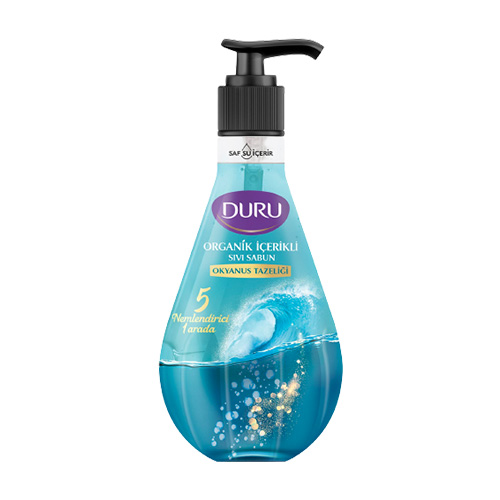 SAF SU İÇERİR
DURU
ORGANİK İÇERİKLİ
SIVI SABUN
OKYANUS TAZELİĞİ
5
Nemlendirici
1 arada